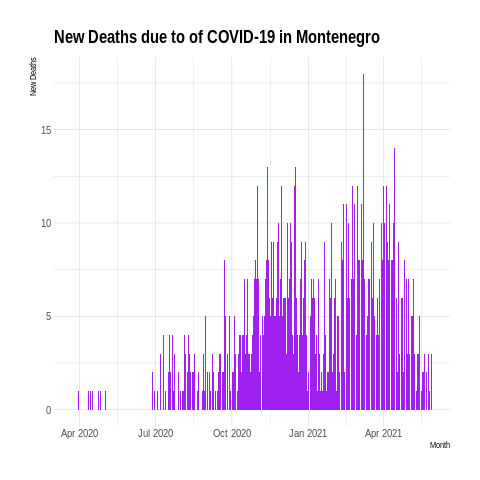 New Deaths due to of COVID-19 in Montenegro
New Deaths
15
10
5
0
Apr 2020 Jul 2020 Oct 2020 Jan 2021 Apr 2021
Month